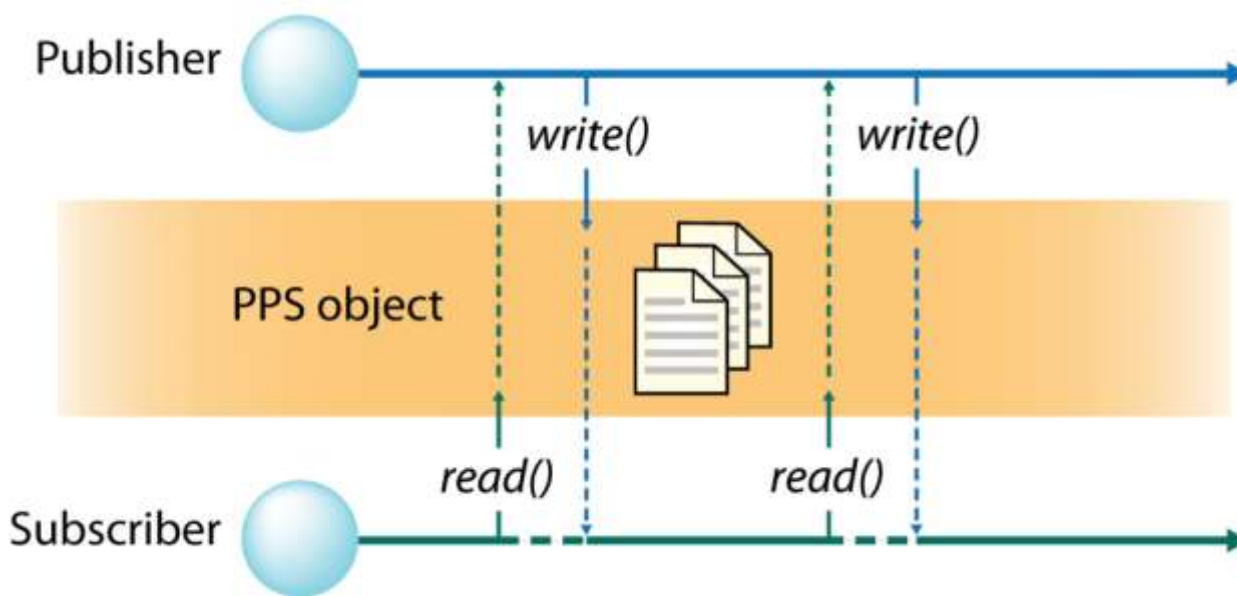 Publisher
write()
write()
PPS object
read()
read()
Subscriber